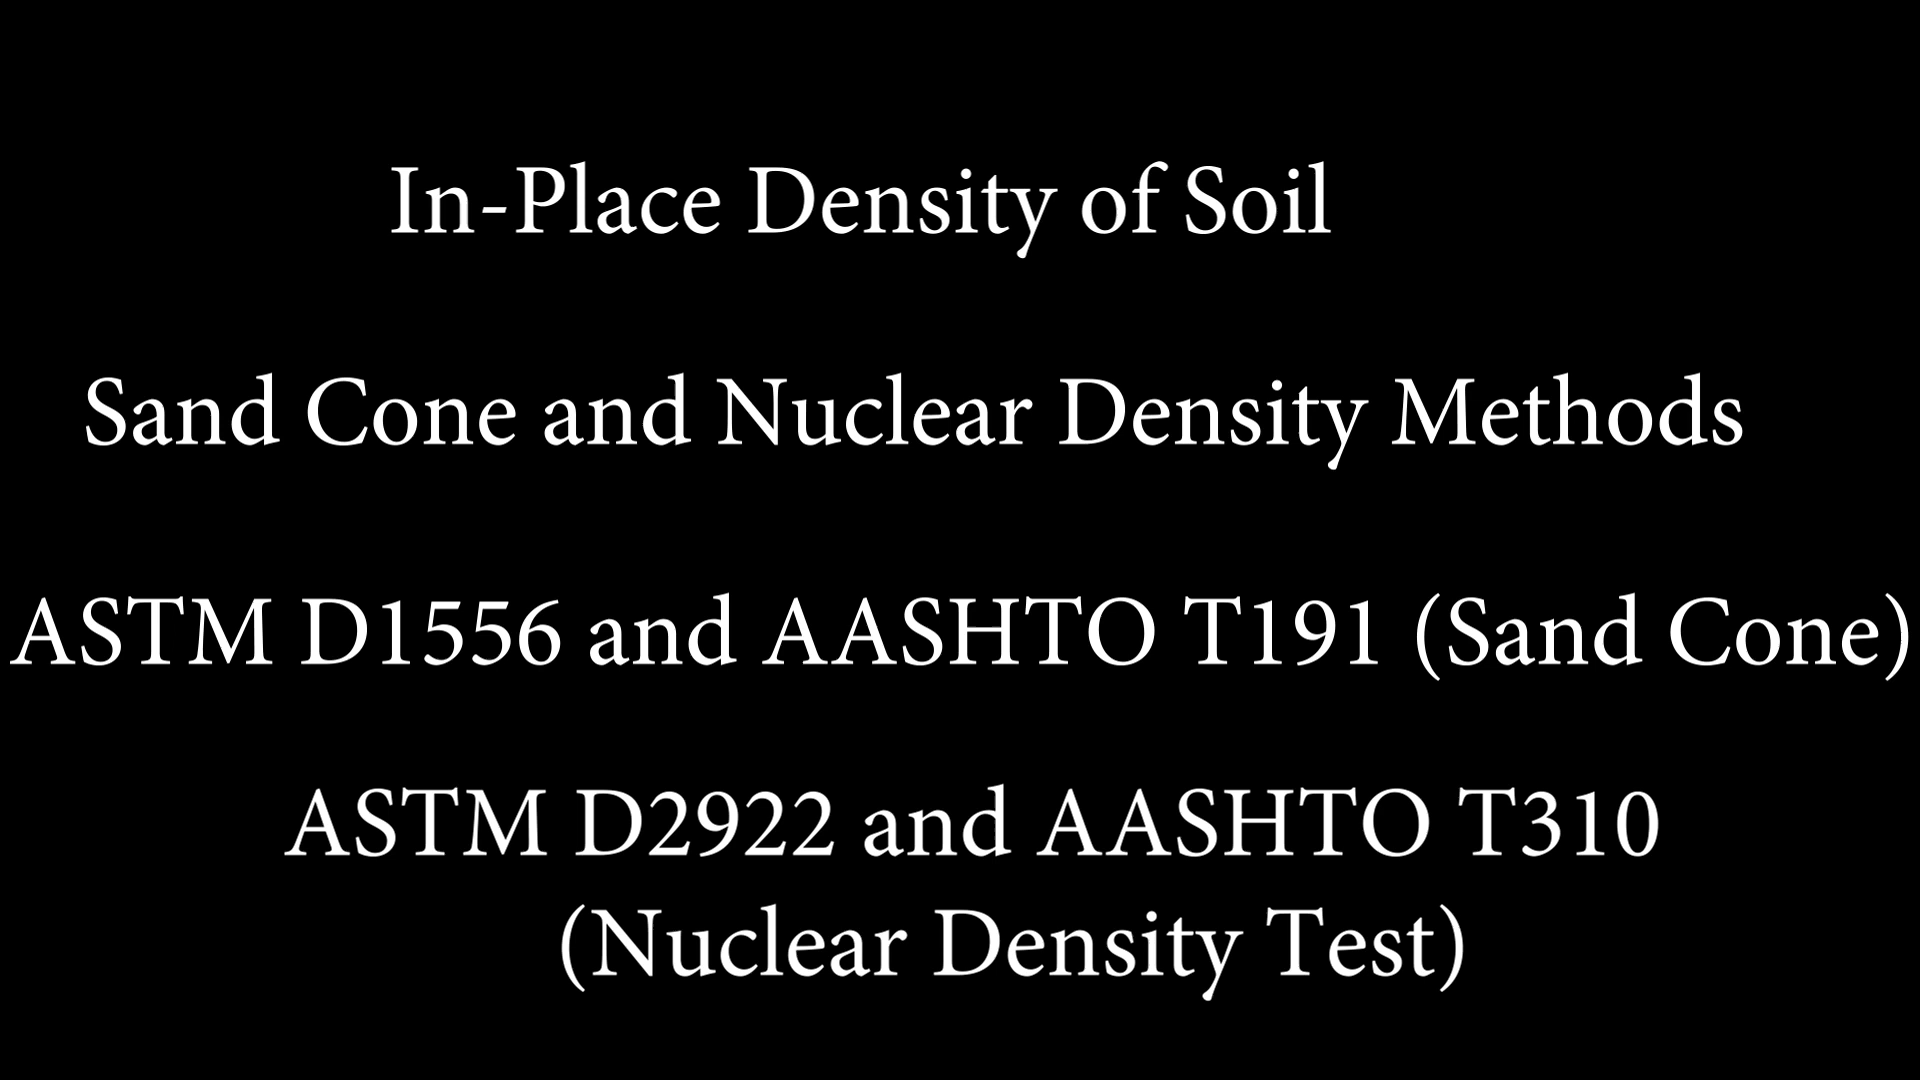 In-Place Density of Soil
Sand Cone and Nuclear Density Methods
ASTM D1556 and AASHTO T191 (Sand Cone)
ASTM D2922 and AASHTO T310
(Nuclear Density Test)